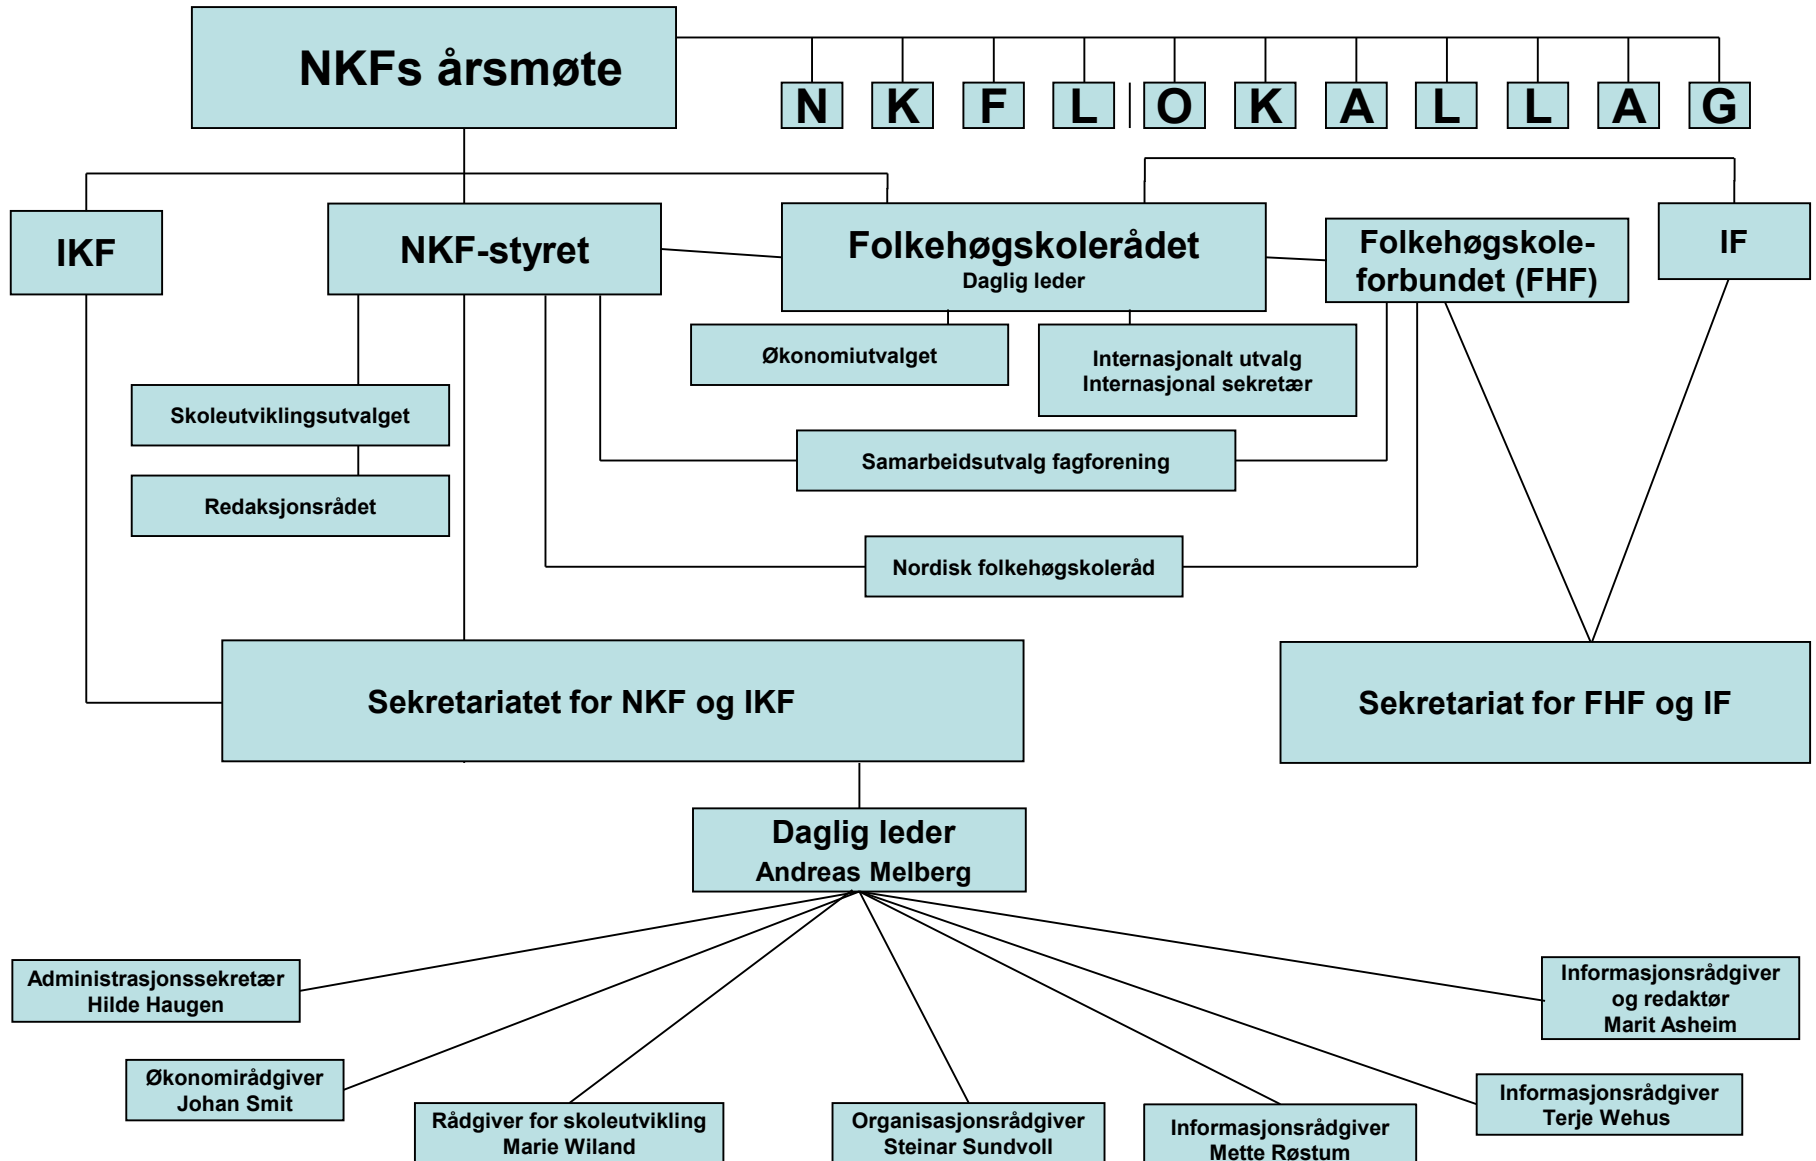 NKFs årsmøte
N K F L O K A L L A G
IKF
NKF-styret
Folkehøgskolerådet
Daglig leder
Folkehøgskole-
forbundet (FHF)
IF
Økonomiutvalget
Internasjonalt utvalg
Internasjonal sekretær
Skoleutviklingsutvalget
Samarbeidsutvalg fagforening
Redaksjonsrådet
Nordisk folkehøgskoleråd
Sekretariatet for NKF og IKF
Sekretariat for FHF og IF
Daglig leder
Andreas Melberg
Administrasjonssekretær
Hilde Haugen
Informasjonsrådgiver
og redaktør
Marit Asheim
Økonomirådgiver
Johan Smit
Rådgiver for skoleutvikling
Marie Wiland
Organisasjonsrådgiver
Steinar Sundvoll
Informasjonsrådgiver
Mette Røstum
Informasjonsrådgiver
Terje Wehus